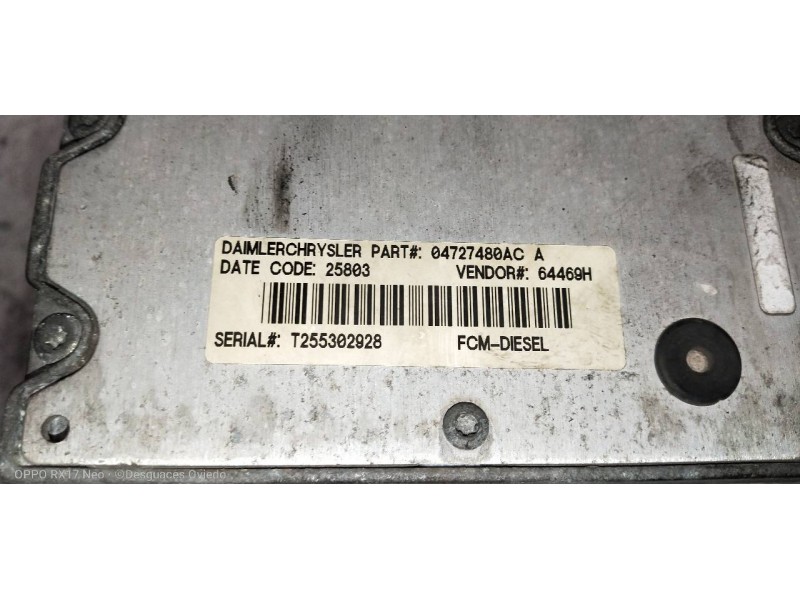 DAIMLERCHRYSLER PART#: 04727480AC A
DATE CODE: 25803 VENDOR#: 64469H
SERIAL#: T255302928 FCM-DIESEL
OPPO RX17 Neo · ©Desguaces Oviedo